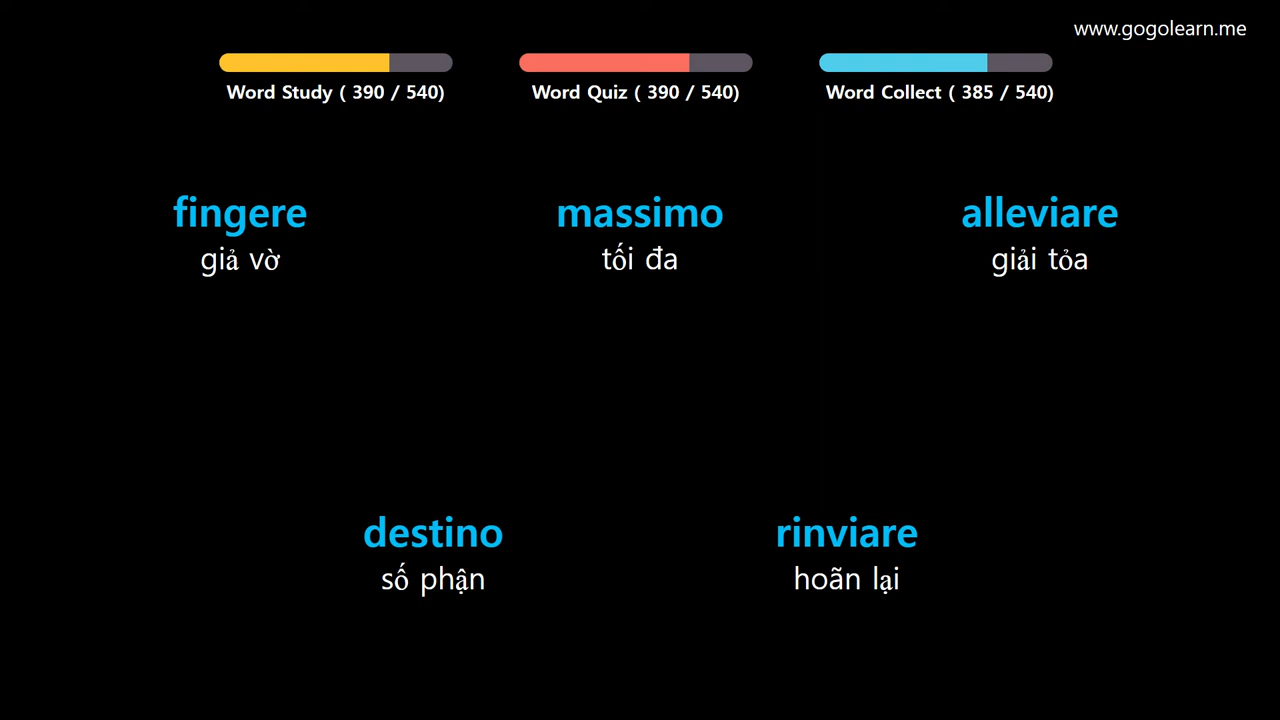 www.gogolearn.me
Word Study ( 390 / 540)
Word Quiz ( 390 / 540)
Word Collect ( 385 / 540)
fingere
giả vờ
massimo
tối đa
alleviare
giải tỏa
destino
số phận
rinviare
hoãn lại